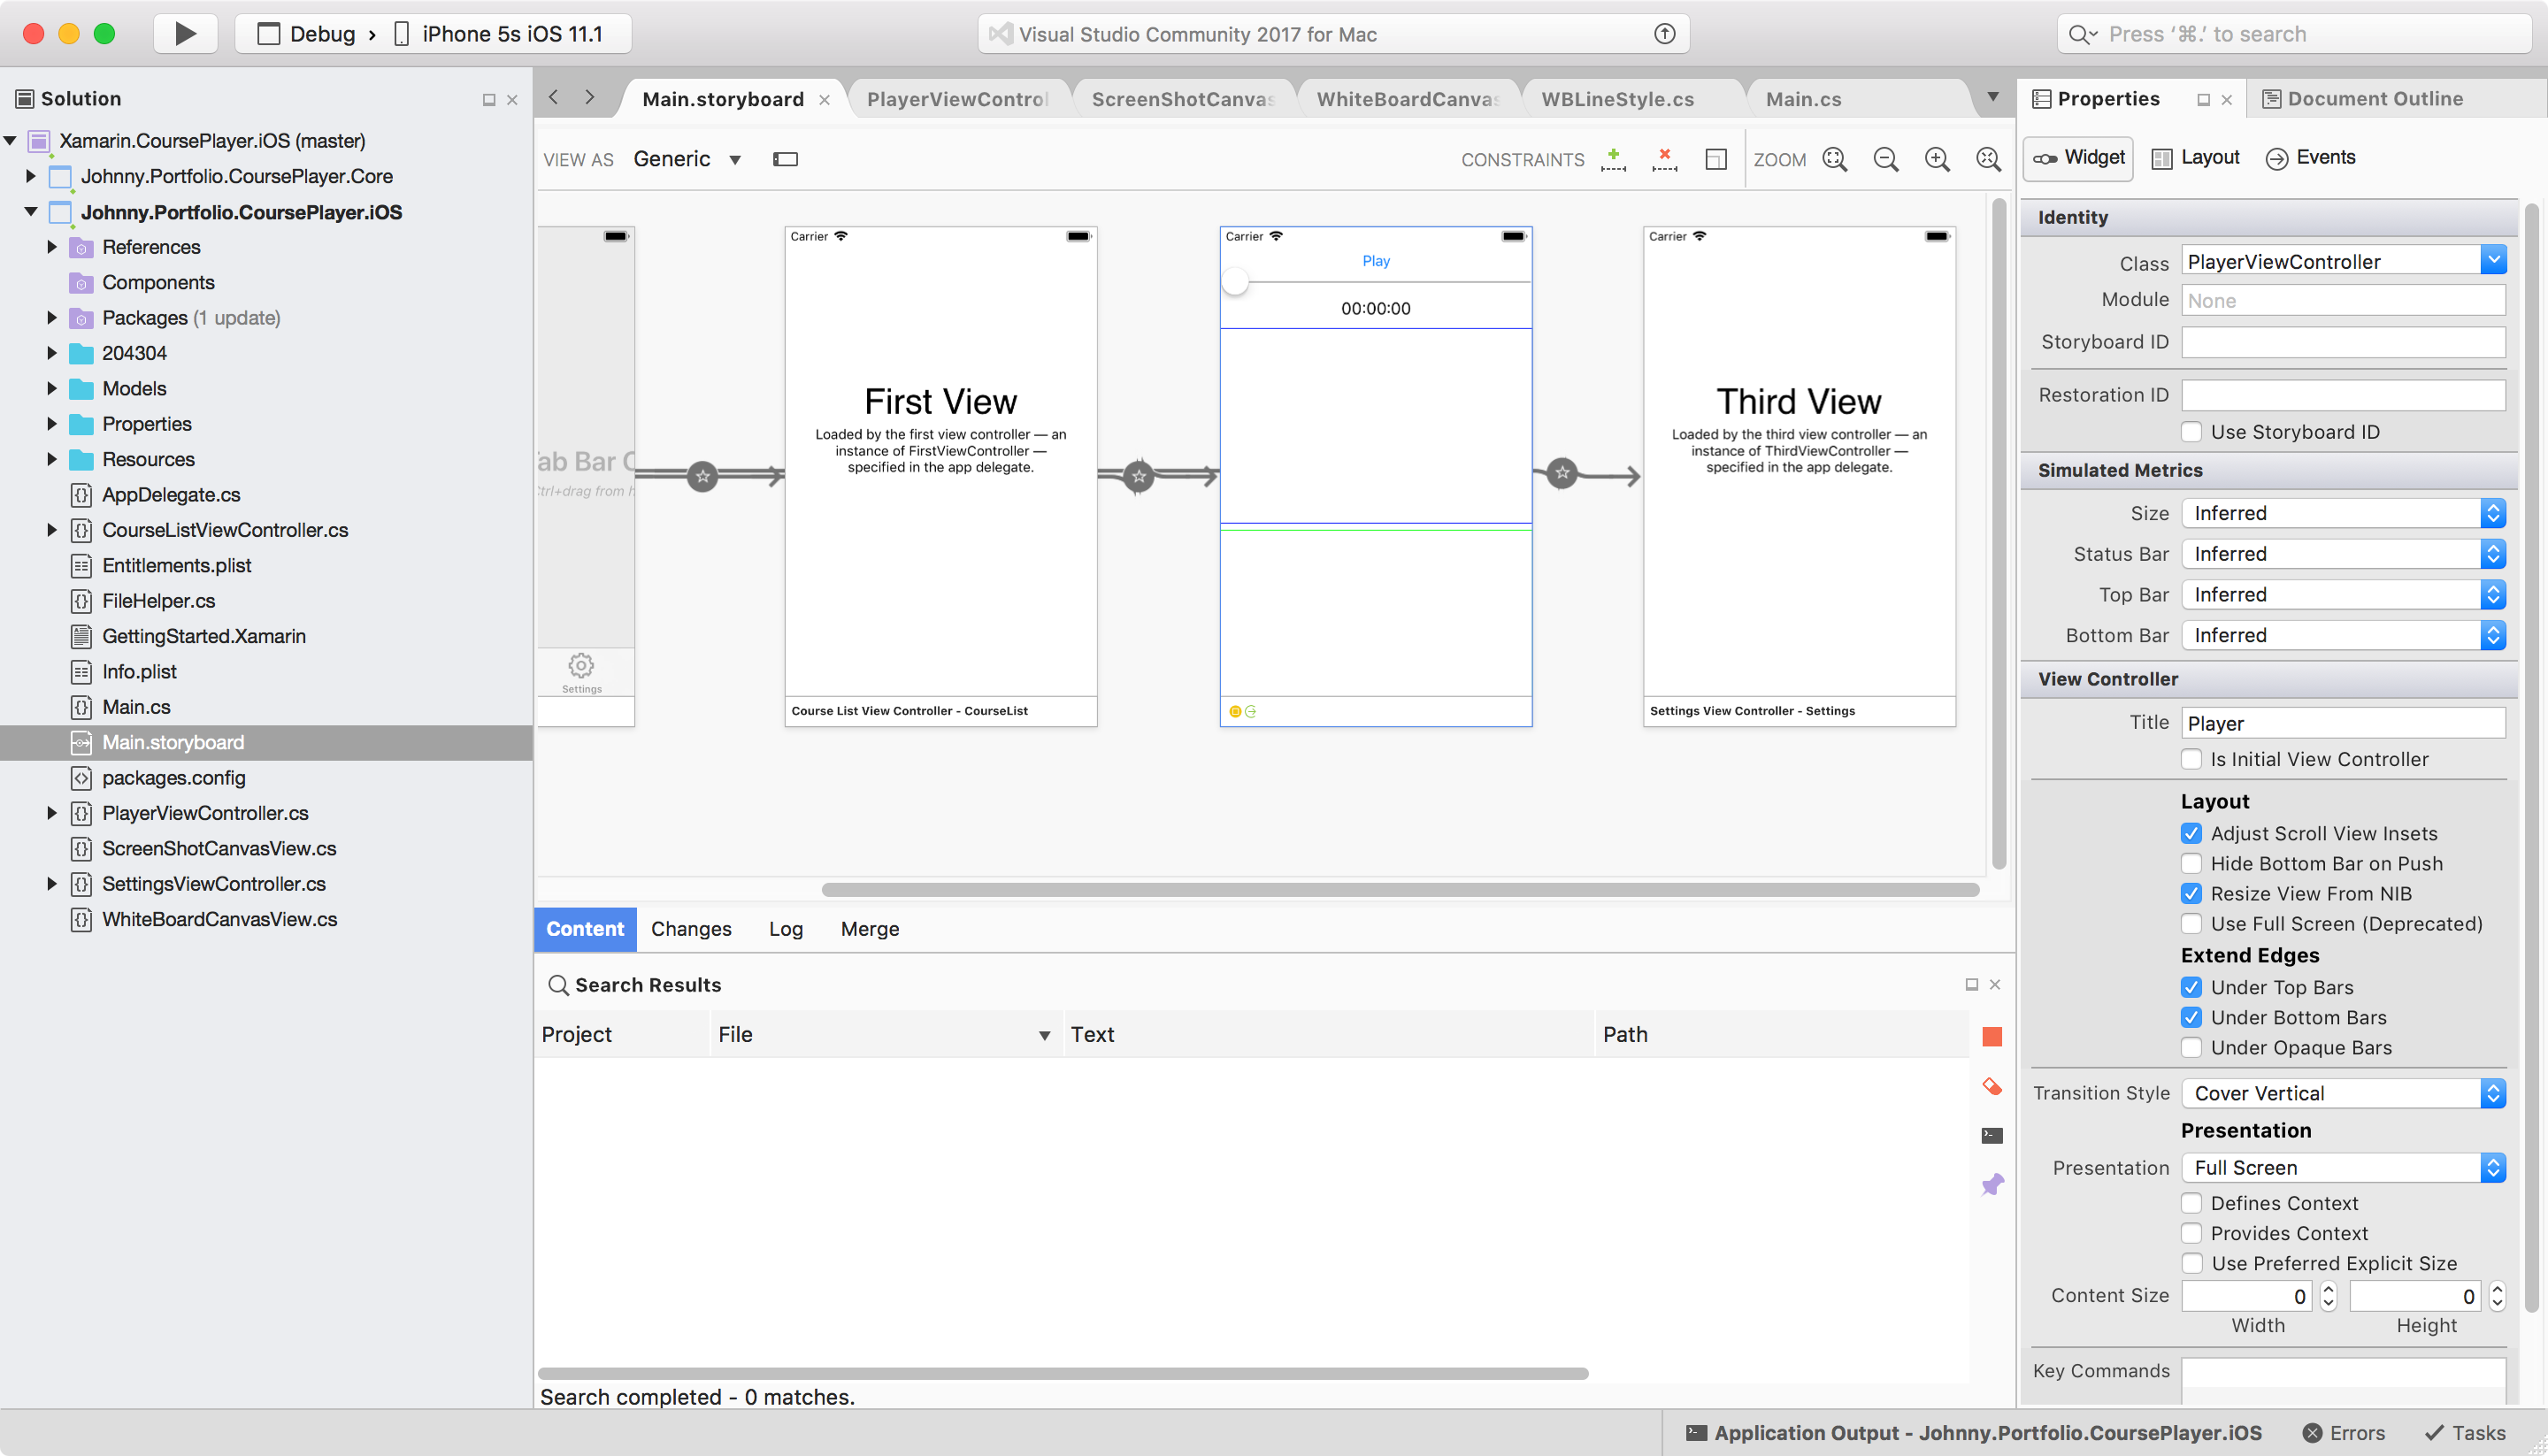 Debug › iPhone 5s iOS 11.1
Visual Studio Community 2017 for Mac
Press ‘⌘.’ to search
Solution
Xamarin.CoursePlayer.iOS (master)
Johnny.Portfolio.CoursePlayer.Core
Johnny.Portfolio.CoursePlayer.iOS
References
Components
Packages (1 update)
204304
Models
Properties
Resources
AppDelegate.cs
CourseListViewController.cs
Entitlements.plist
FileHelper.cs
GettingStarted.Xamarin
Info.plist
Main.cs
Main.storyboard
packages.config
PlayerViewController.cs
ScreenShotCanvasView.cs
SettingsViewController.cs
WhiteBoardCanvasView.cs
Main.storyboard
PlayerViewControl
ScreenShotCanvas
WhiteBoardCanvas
WBLineStyle.cs
Main.cs
VIEW AS Generic
CONSTRAINTS
ZOOM
Tab Bar C
Ctrl+drag from h
Settings
Carrier
First View
Loaded by the first view controller — an
instance of FirstViewController —
specified in the app delegate.
Course List View Controller - CourseList
Carrier
Play
00:00:00
Carrier
Third View
Loaded by the third view controller — an
instance of ThirdViewController —
specified in the app delegate.
Settings View Controller - Settings
Content Changes Log Merge
Search Results
Project File Text Path
Search completed - 0 matches.
Properties
Document Outline
Widget Layout Events
Identity
Class PlayerViewController
Module None
Storyboard ID
Restoration ID
Use Storyboard ID
Simulated Metrics
Size Inferred
Status Bar Inferred
Top Bar Inferred
Bottom Bar Inferred
View Controller
Title Player
Is Initial View Controller
Layout
Adjust Scroll View Insets
Hide Bottom Bar on Push
Resize View From NIB
Use Full Screen (Deprecated)
Extend Edges
Under Top Bars
Under Bottom Bars
Under Opaque Bars
Transition Style Cover Vertical
Presentation
Presentation Full Screen
Defines Context
Provides Context
Use Preferred Explicit Size
Content Size 0 0
Width Height
Key Commands
Application Output - Johnny.Portfolio.CoursePlayer.iOS
Errors
Tasks